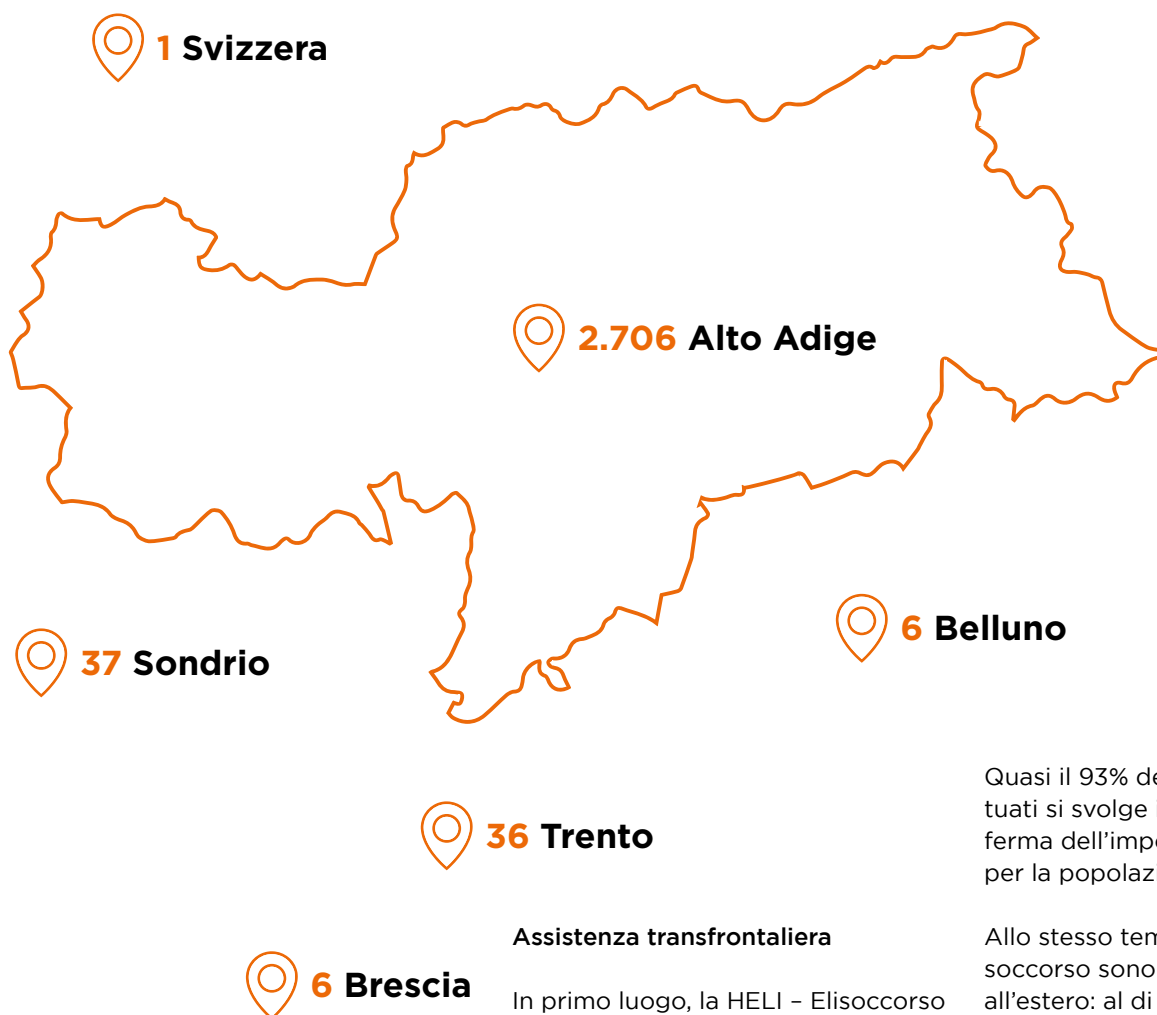 1 Svizzera
2.706 Alto Adige
6 Belluno
37 Sondrio
36 Trento
6 Brescia
Assistenza transfrontaliera
In primo luogo, la HELI – Elisoccorso
Quasi il 93% de
tuati si svolge
ferma dell'imp
per la popolaz
Allo stesso tem
soccorso sono
all'estero: al di